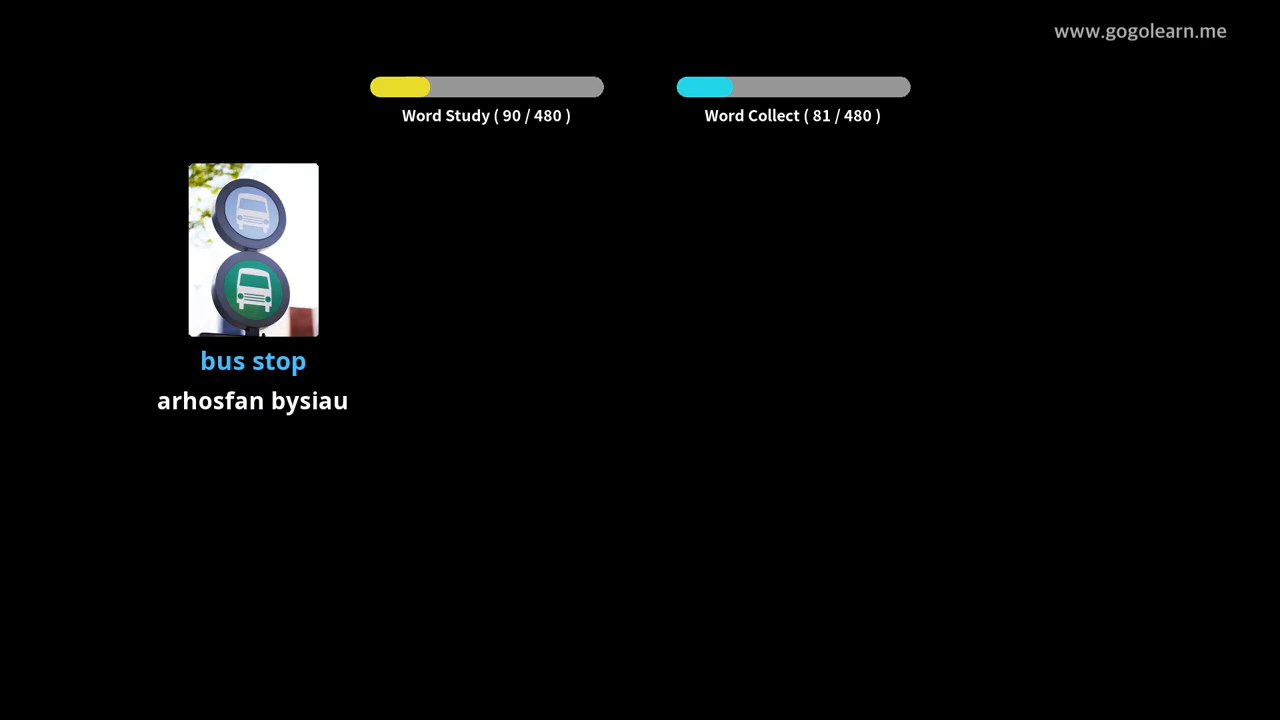 www.gogolearn.me
Word Study ( 90 / 480 )
Word Collect ( 81 / 480 )
bus stop
arhosfan bysiau